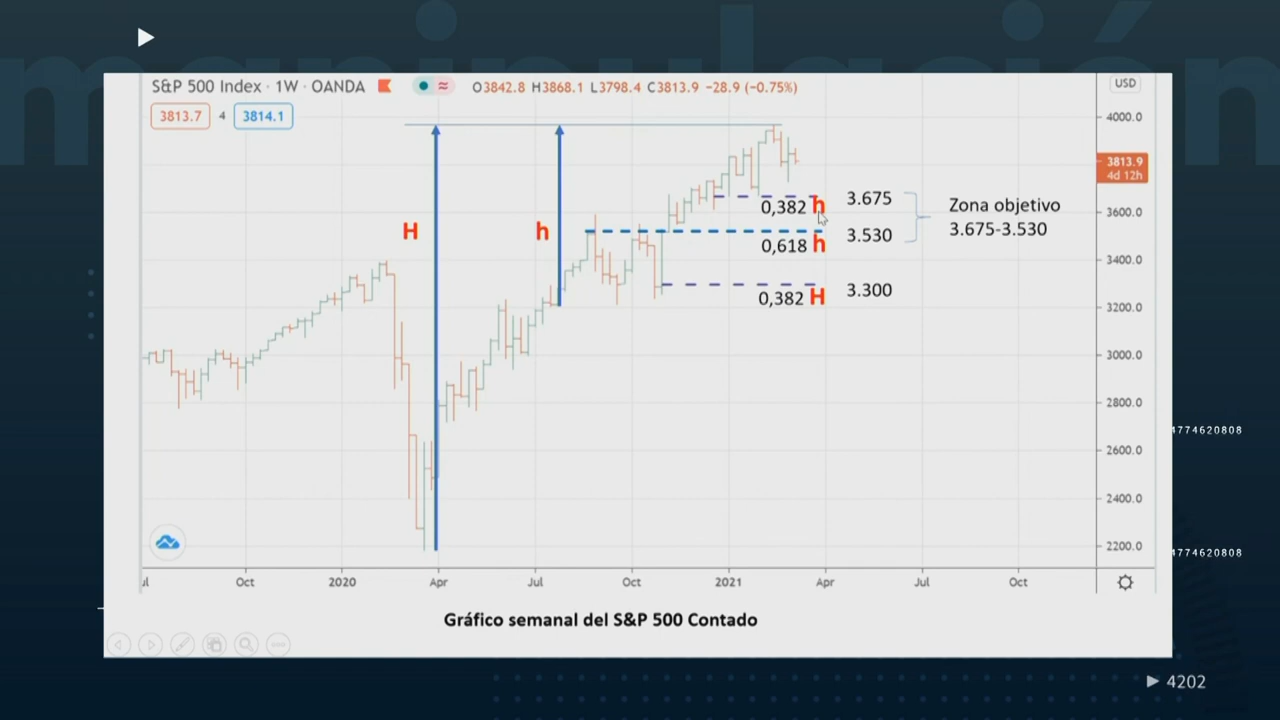 manipulación
S&P 500 Index · 1W · OANDA
O3842.8 H3868.1 L3798.4 C3813.9 −28.9 (−0.75%)
USD
3813.7 4 3814.1
4000.0
3813.9
4d 12h
3600.0
3400.0
3200.0
3000.0
2800.0
2600.0
2400.0
2200.0
H
h
0,382 h 3.675
0,618 h 3.530
0,382 H 3.300
Zona objetivo
3.675-3.530
Oct
2020
Apr
Jul
Oct
2021
Apr
Jul
Oct
Gráfico semanal del S&P 500 Contado
4774620808
4774620808
4202